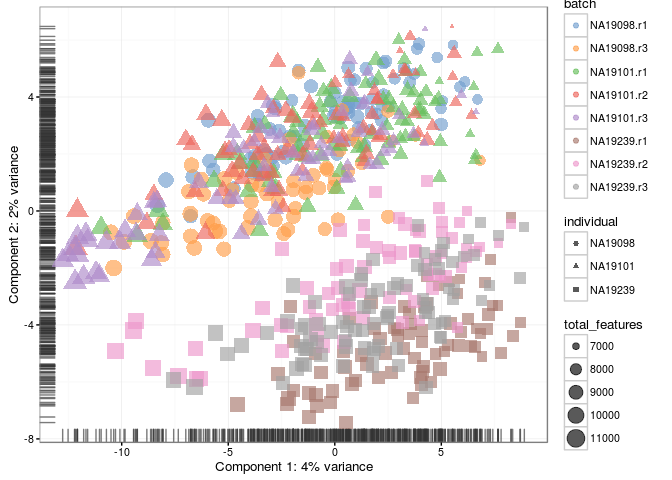 batch
NA19098.r1
NA19098.r3
NA19101.r1
NA19101.r2
NA19101.r3
NA19239.r1
NA19239.r2
NA19239.r3
individual
NA19098
NA19101
NA19239
total_features
7000
8000
9000
10000
11000
Component 2: 2% variance
4
0
-4
-8
-10
-5
0
5
Component 1: 4% variance